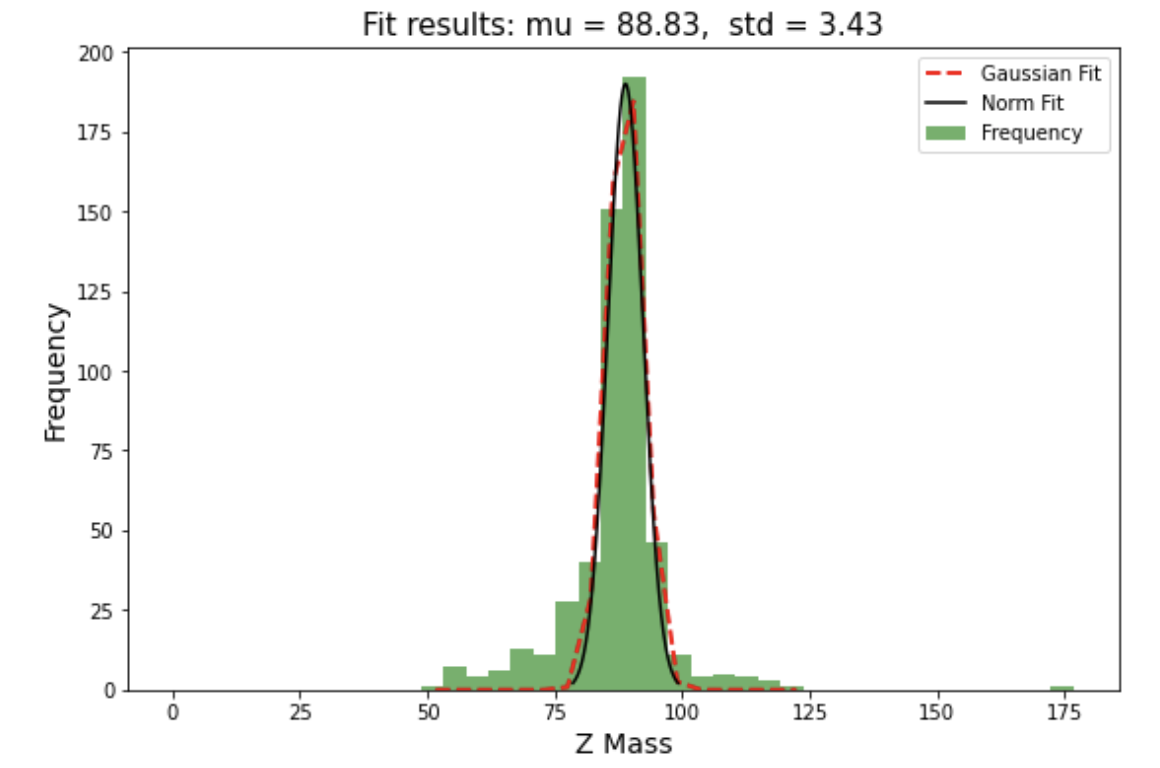 Fit results: mu = 88.83,  std = 3.43
Gaussian Fit
Norm Fit
Frequency
200
175
150
125
100
75
50
25
0
Frequency
0 25 50 75 100 125 150 175
Z Mass